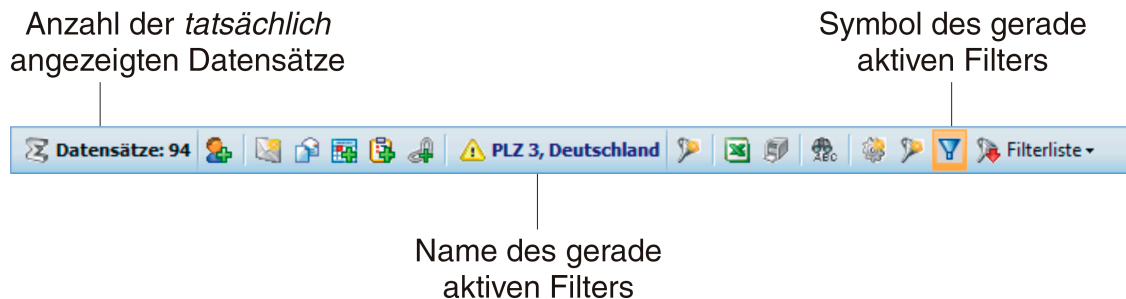 Anzahl der tatsächlich
angezeigten Datensätze
Symbol des gerade
aktiven Filters
Datensätze: 94 PLZ 3, Deutschland ABC Filterliste
Name des gerade
aktiven Filters